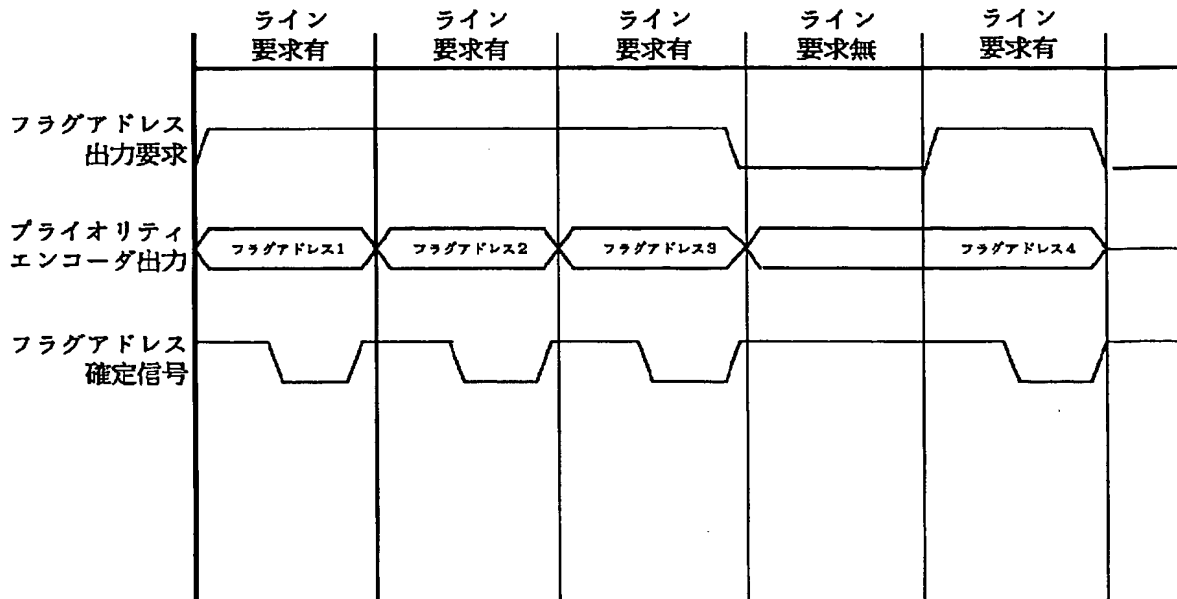 ライン
要求有
ライン
要求有
ライン
要求有
ライン
要求無
ライン
要求有
フラグアドレス
出力要求
プライオリティ
エンコーダ出力
フラグアドレス1
フラグアドレス2
フラグアドレス3
フラグアドレス4
フラグアドレス
確定信号